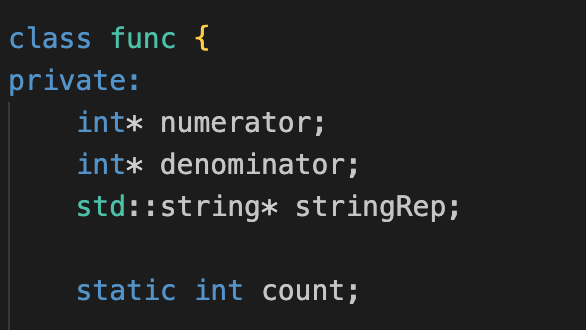 class func {
private:
    int* numerator;
    int* denominator;
    std::string* stringRep;
    static int count;